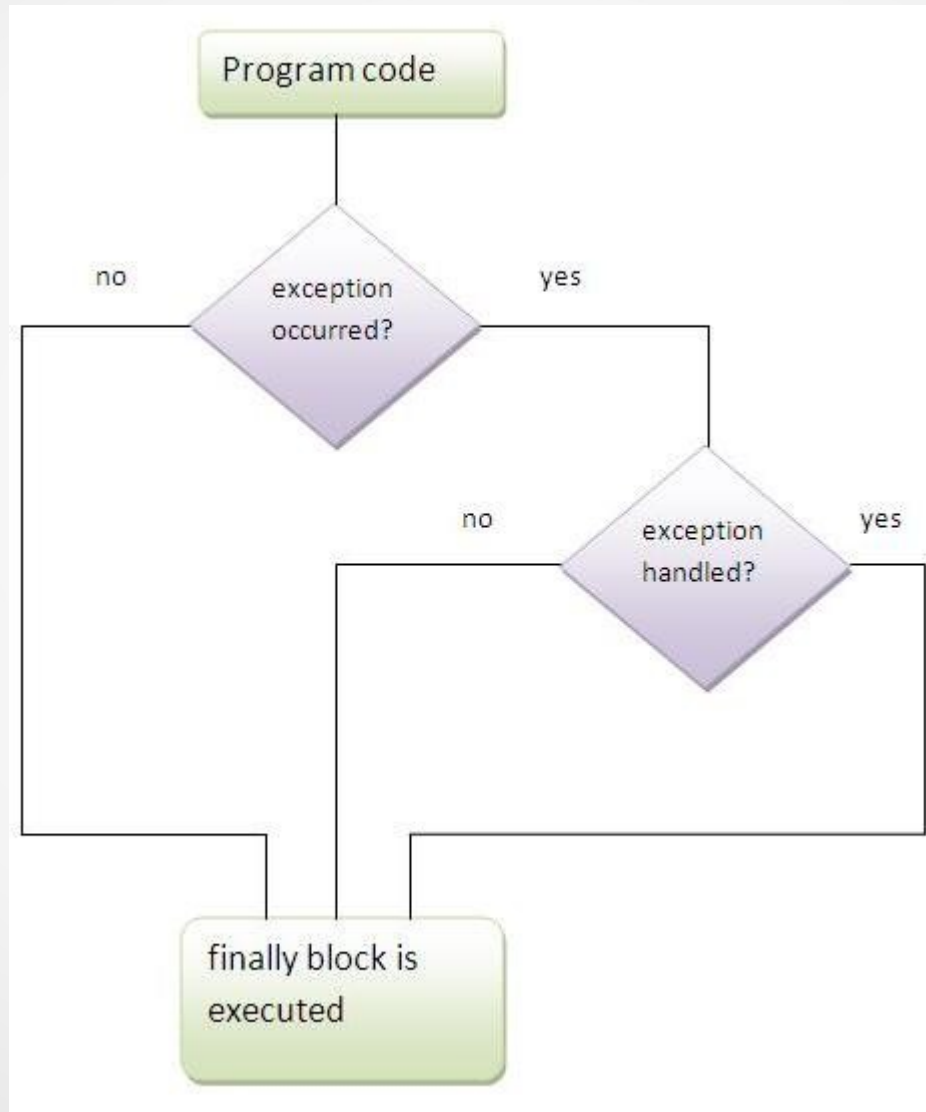 Program code
no
exception
occurred?
yes
no
exception
handled?
yes
finally block is
executed